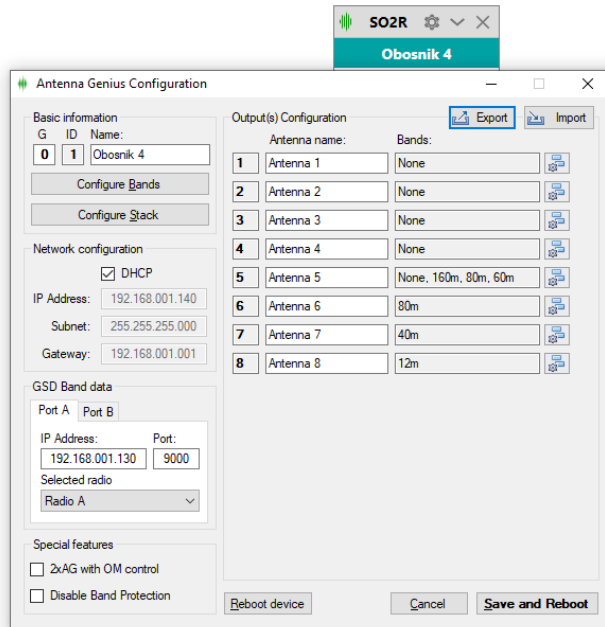 SO2R
Obosnik 4
Antenna Genius Configuration
Basic information
G ID Name:
0 1 Obosnik 4
Configure Bands
Configure Stack
Network configuration
DHCP
IP Address: 192.168.001.140
Subnet: 255.255.255.000
Gateway: 192.168.001.001
GSD Band data
Port A Port B
IP Address: Port:
192.168.001.130 9000
Selected radio
Radio A
Special features
2xAG with OM control
Disable Band Protection
Output(s) Configuration Export Import
Antenna name: Bands:
1 Antenna 1 None
2 Antenna 2 None
3 Antenna 3 None
4 Antenna 4 None
5 Antenna 5 None, 160m, 80m, 60m
6 Antenna 6 80m
7 Antenna 7 40m
8 Antenna 8 12m
Reboot device Cancel Save and Reboot